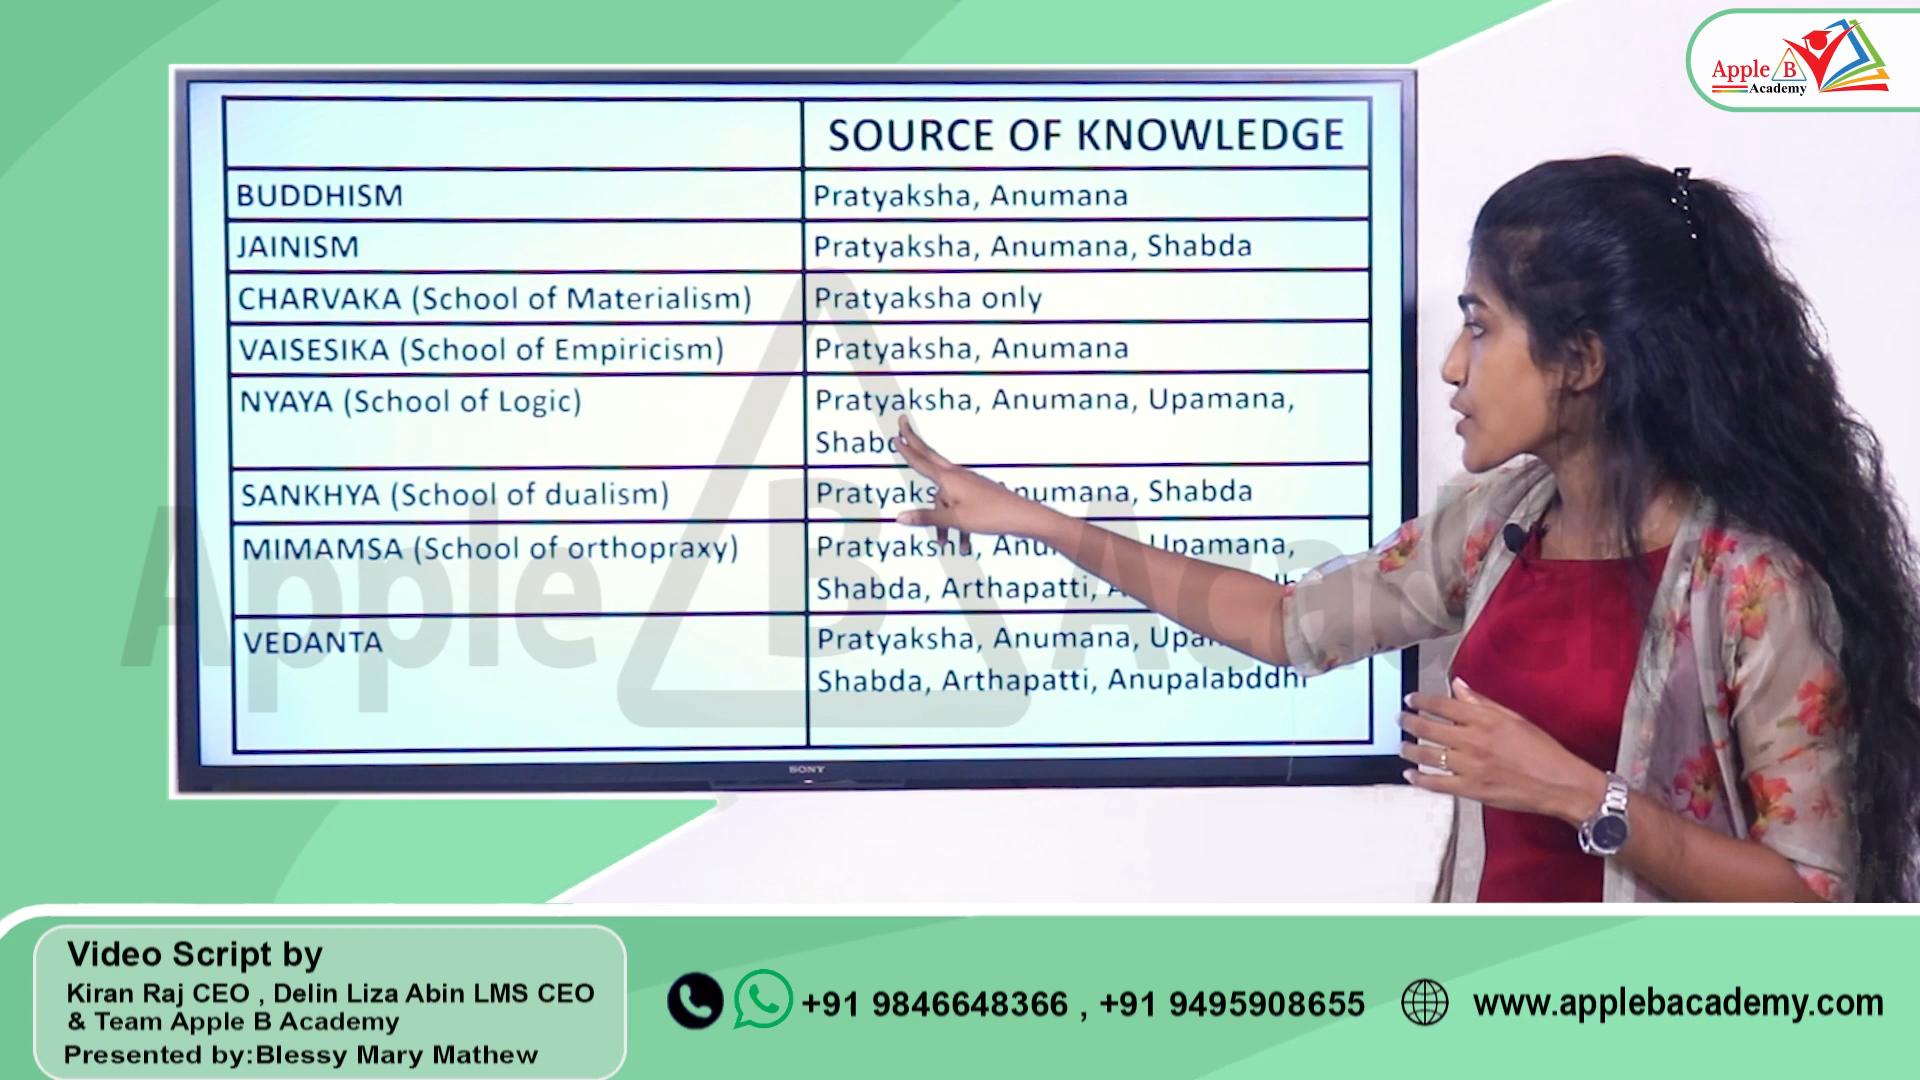 Apple B
Academy
SOURCE OF KNOWLEDGE
BUDDHISM
Pratyaksha, Anumana
JAINISM
Pratyaksha, Anumana, Shabda
CHARVAKA (School of Materialism)
Pratyaksha only
VAISESIKA (School of Empiricism)
Pratyaksha, Anumana
NYAYA (School of Logic)
Pratyaksha, Anumana, Upamana,
SANKHYA (School of dualism)
Shabda
MIMAMSA (School of orthopraxy)
Upamana,
Shabda, Arthapatti,
VEDANTA
Pratyaksha, Anumana,
Shabda, Arthapatti, Anupalabddhi
Apple B Academy
SONY
Video Script by
Kiran Raj CEO , Delin Liza Abin LMS CEO
& Team Apple B Academy
Presented by:Blessy Mary Mathew
+91 9846648366 , +91 9495908655
www.applebacademy.com